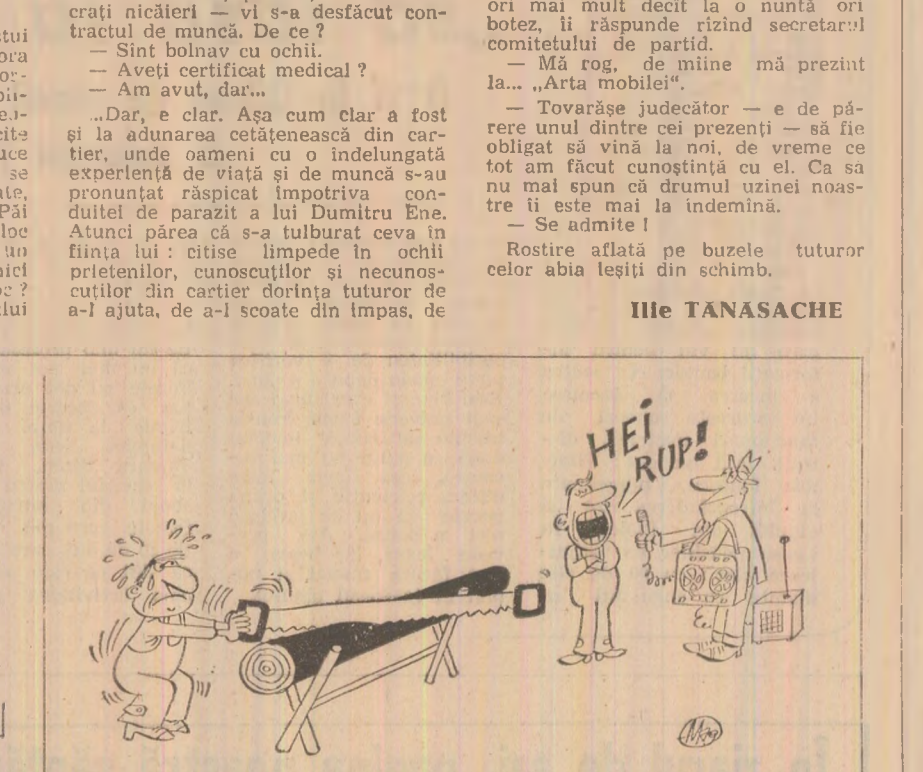 crați nicăieri — vi s-a desfăcut con-
tractul de muncă. De ce ?
— Sînt bolnav cu ochii.
— Aveți certificat medical ?
— Am avut, dar...
...Dar, e clar. Așa cum clar a fost
și la adunarea cetățenească din car-
tier, unde oameni cu o îndelungată
experiență de viață și de muncă s-au
pronunțat răspicat împotriva con-
duitei de parazit a lui Dumitru Ene.
Atunci părea că s-a tulburat ceva în
ființa lui : citise limpede în ochii
prietenilor, cunoscuților și necunos-
cuților din cartier dorința tuturor de
a-l ajuta, de a-l scoate din impas, de
ori mai mult decît la o nuntă ori
botez, îi răspunde rîzînd secretarul
comitetului de partid.
— Mă rog, de mîine mă prezint
la... „Arta mobilei“.
— Tovarășe judecător — e de pă-
rere unul dintre cei prezenți — să fie
obligat să vină la noi, de vreme ce
tot am făcut cunoștință cu el. Ca să
nu mai spun că drumul uzinei noas-
tre îi este mai la îndemînă.
— Se admite !
Rostire aflată pe buzele tuturor
celor abia ieșiți din schimb.
Ilie TĂNĂSACHE
HEI
RUP!